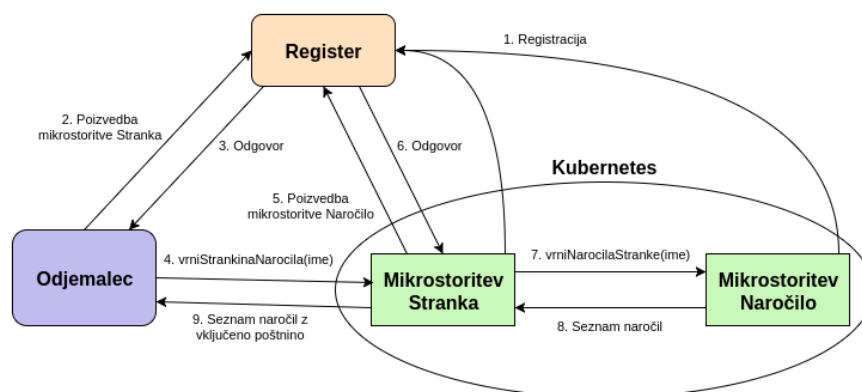 Register
1. Registracija
2. Poizvedba
mikrostoritve Stranka
3. Odgovor
6. Odgovor
Kubernetes
5. Poizvedba
mikrostoritve Naročilo
Odjemalec
4. vrniStrankinaNarocila(ime)
Mikrostoritev
Stranka
7. vrniNarocilaStranke(ime)
Mikrostoritev
Naročilo
9. Seznam naročil z
vključeno poštnino
8. Seznam naročil